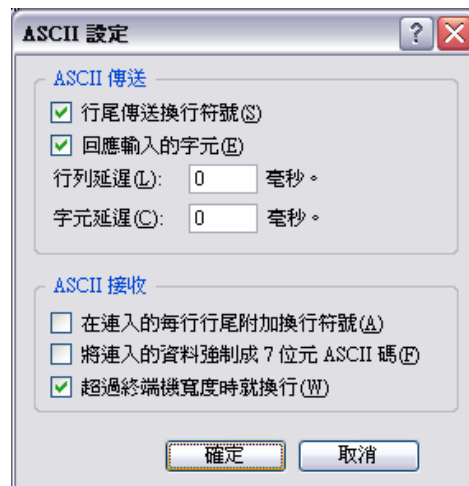 ASCII 設定
ASCII 傳送
行尾傳送換行符號(S)
回應輸入的字元(E)
行列延遲(L): 0 毫秒。
字元延遲(C): 0 毫秒。
ASCII 接收
在連入的每行行尾附加換行符號(A)
將連入的資料強制成 7 位元 ASCII 碼(F)
超過終端機寬度時就換行(W)
確定 取消